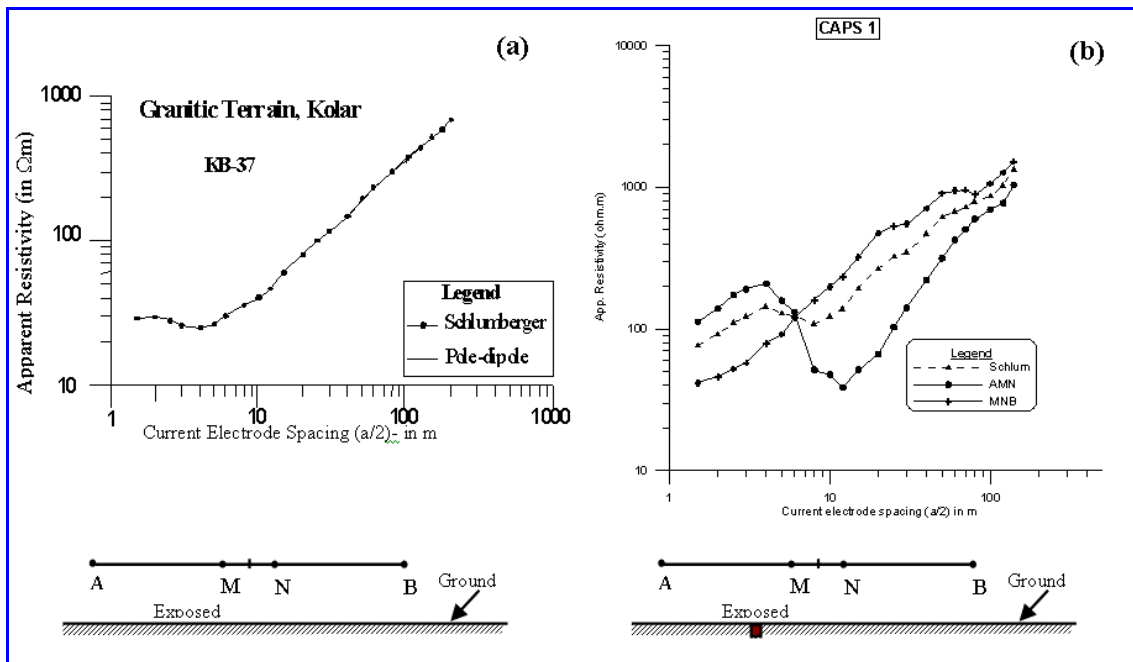 (a)
Granitic Terrain, Kolar
KB-37
Apparent Resistivity (in Ωm)
1000
100
10
1
10
100
1000
Current Electrode Spacing (a/2)- in m
Legend
Schlumberger
Pole-dipole
A
M
N
B
Ground
Exposed
CAPS 1
(b)
App. Resistivity (ohm.m)
10000
1000
100
10
1
10
100
Current electrode spacing (a/2) in m
Legend
Schlum
AMN
MNB
A
M
N
B
Ground
Exposed